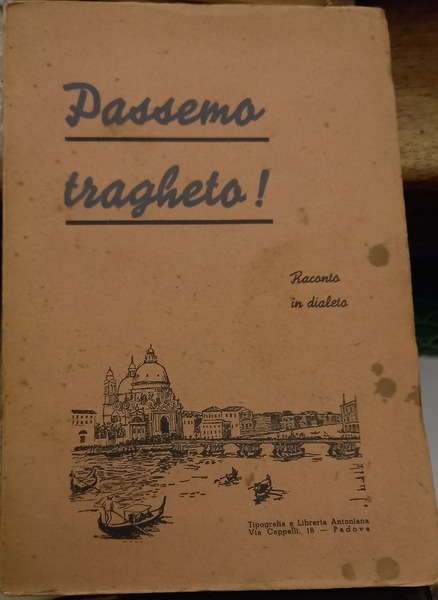 Passemo
tragheto!
Raconto
in dialeto
Tipografia e Libreria Antoniana
Via Cappelli, 18 — Padova